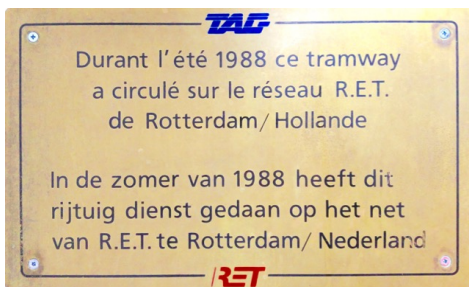 TAG
Durant l'été 1988 ce tramway
a circulé sur le réseau R.E.T.
de Rotterdam/Hollande
In de zomer van 1988 heeft dit
rijtuig dienst gedaan op het net
van R.E.T. te Rotterdam/Nederland
RET